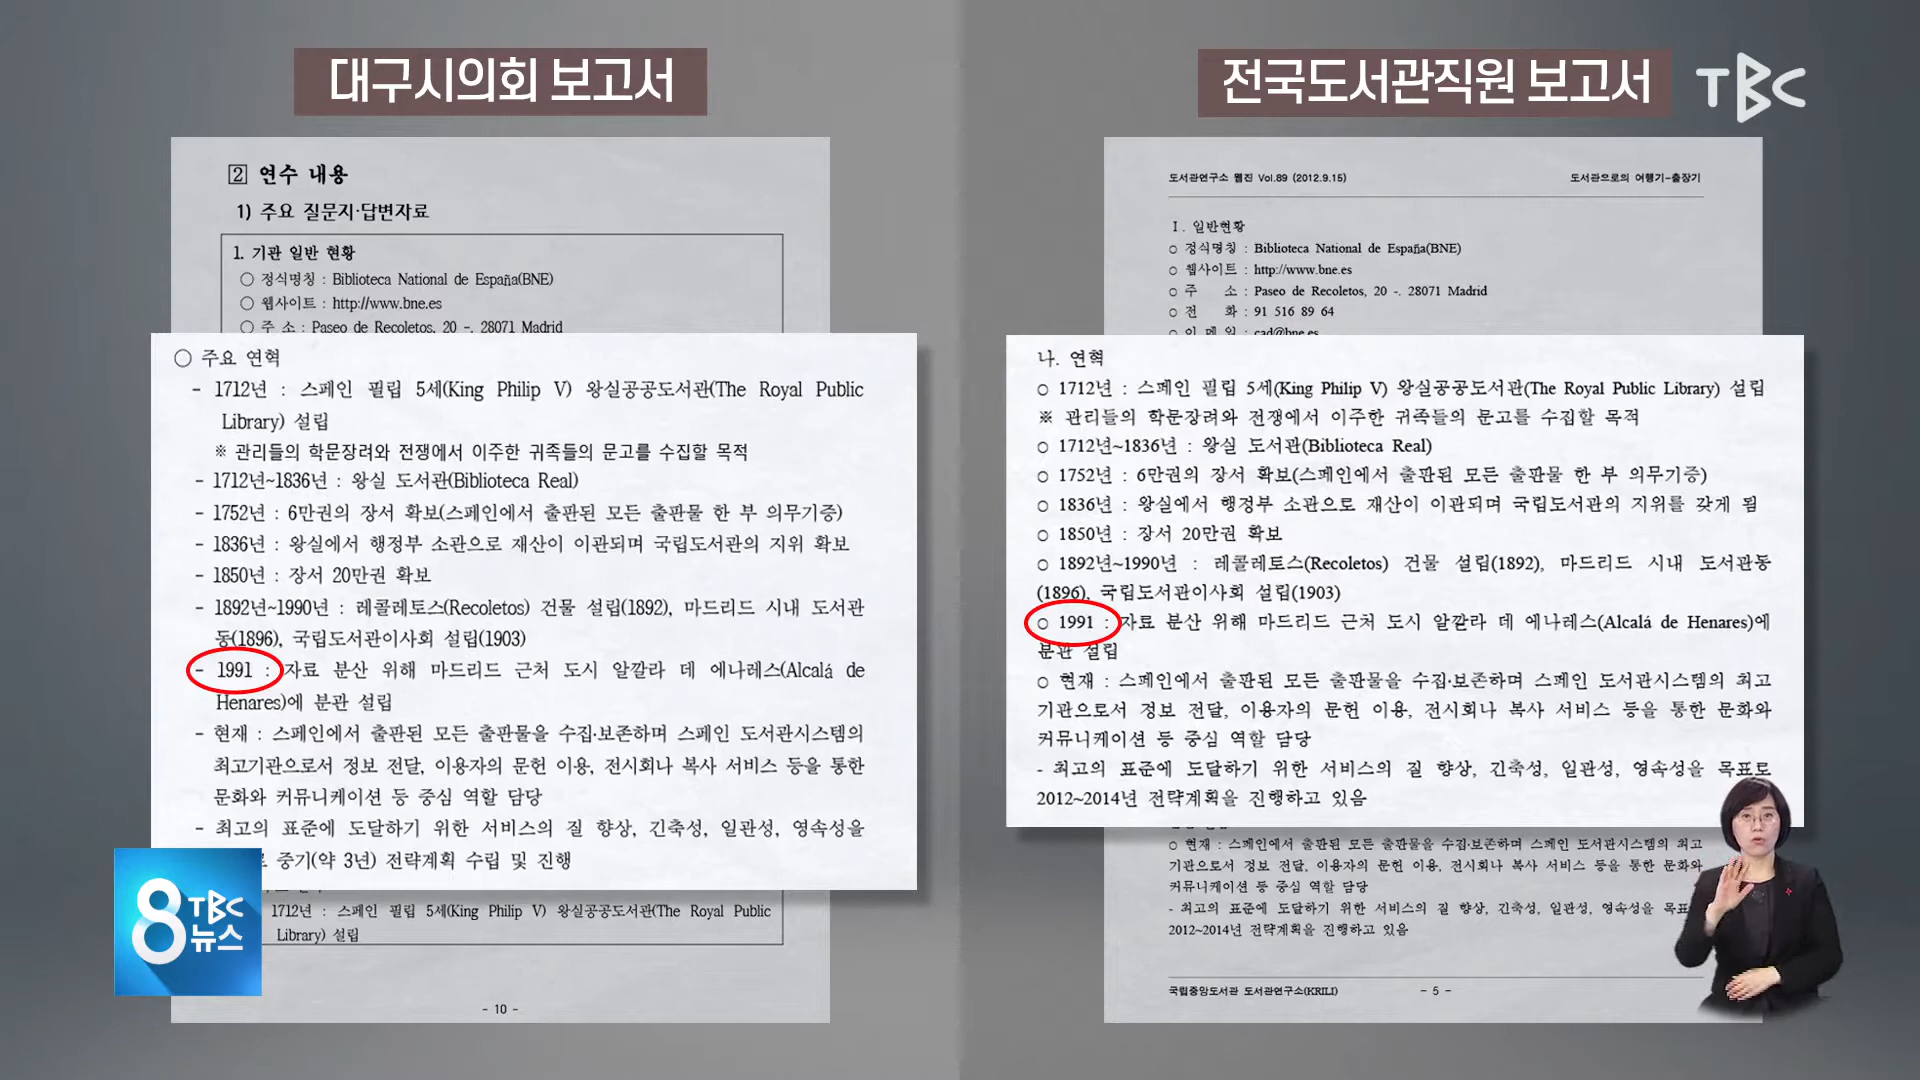 대구시의회 보고서
2 연수 내용
1) 주요 질문지·답변자료
1. 기관 일반 현황
○ 정식명칭 : Biblioteca National de España(BNE)
○ 웹사이트 : http://www.bne.es
○ 주 소 : Paseo de Recoletos, 20 -. 28071 Madrid
○ 주요 연혁
- 1712년 : 스페인 필립 5세(King Philip V) 왕실공공도서관(The Royal Public
Library) 설립
※ 관리들의 학문장려와 전쟁에서 이주한 귀족들의 문고를 수집할 목적
- 1712년~1836년 : 왕실 도서관(Biblioteca Real)
- 1752년 : 6만권의 장서 확보(스페인에서 출판된 모든 출판물 한 부 의무기증)
- 1836년 : 왕실에서 행정부 소관으로 재산이 이관되며 국립도서관의 지위 확보
- 1850년 : 장서 20만권 확보
- 1892년~1990년 : 레콜레토스(Recoletos) 건물 설립(1892), 마드리드 시내 도서관
동(1896), 국립도서관이사회 설립(1903)
- 1991 : 자료 분산 위해 마드리드 근처 도시 알깔라 데 에나레스(Alcalá de
Henares)에 분관 설립
- 현재 : 스페인에서 출판된 모든 출판물을 수집·보존하며 스페인 도서관시스템의
최고기관으로서 정보 전달, 이용자의 문헌 이용, 전시회나 복사 서비스 등을 통한
문화와 커뮤니케이션 등 중심 역할 담당
- 최고의 표준에 도달하기 위한 서비스의 질 향상, 긴축성, 일관성, 영속성을
중기(약 3년) 전략계획 수립 및 진행
1712년 : 스페인 필립 5세(King Philip V) 왕실공공도서관(The Royal Public
Library) 설립
- 10 -
8 TBC
뉴스
전국도서관직원 보고서
TBC
도서관연구소 웹진 Vol.89 (2012.9.15) 도서관으로의 여행기-출장기
Ⅰ. 일반현황
○ 정식명칭 : Biblioteca National de España(BNE)
○ 웹사이트 : http://www.bne.es
○ 주 소 : Paseo de Recoletos, 20 -. 28071 Madrid
○ 전 화 : 91 516 89 64
○ 이 메 일 : cad@bne.es
나. 연혁
○ 1712년 : 스페인 필립 5세(King Philip V) 왕실공공도서관(The Royal Public Library) 설립
※ 관리들의 학문장려와 전쟁에서 이주한 귀족들의 문고를 수집할 목적
○ 1712년~1836년 : 왕실 도서관(Biblioteca Real)
○ 1752년 : 6만권의 장서 확보(스페인에서 출판된 모든 출판물 한 부 의무기증)
○ 1836년 : 왕실에서 행정부 소관으로 재산이 이관되며 국립도서관의 지위를 갖게 됨
○ 1850년 : 장서 20만권 확보
○ 1892년~1990년 : 레콜레토스(Recoletos) 건물 설립(1892), 마드리드 시내 도서관동
(1896), 국립도서관이사회 설립(1903)
○ 1991 : 자료 분산 위해 마드리드 근처 도시 알깔라 데 에나레스(Alcalá de Henares)에
분관 설립
○ 현재 : 스페인에서 출판된 모든 출판물을 수집·보존하며 스페인 도서관시스템의 최고
기관으로서 정보 전달, 이용자의 문헌 이용, 전시회나 복사 서비스 등을 통한 문화와
커뮤니케이션 등 중심 역할 담당
- 최고의 표준에 도달하기 위한 서비스의 질 향상, 긴축성, 일관성, 영속성을 목표로
2012~2014년 전략계획을 진행하고 있음
○ 현재 : 스페인에서 출판된 모든 출판물을 수집·보존하며 스페인 도서관시스템의 최고
기관으로서 정보 전달, 이용자의 문헌 이용, 전시회나 복사 서비스 등을 통한 문화와
커뮤니케이션 등 중심 역할 담당
- 최고의 표준에 도달하기 위한 서비스의 질 향상, 긴축성, 일관성, 영속성을
2012~2014년 전략계획을 진행하고 있음
국립중앙도서관 도서관연구소(KRILI) - 5 -